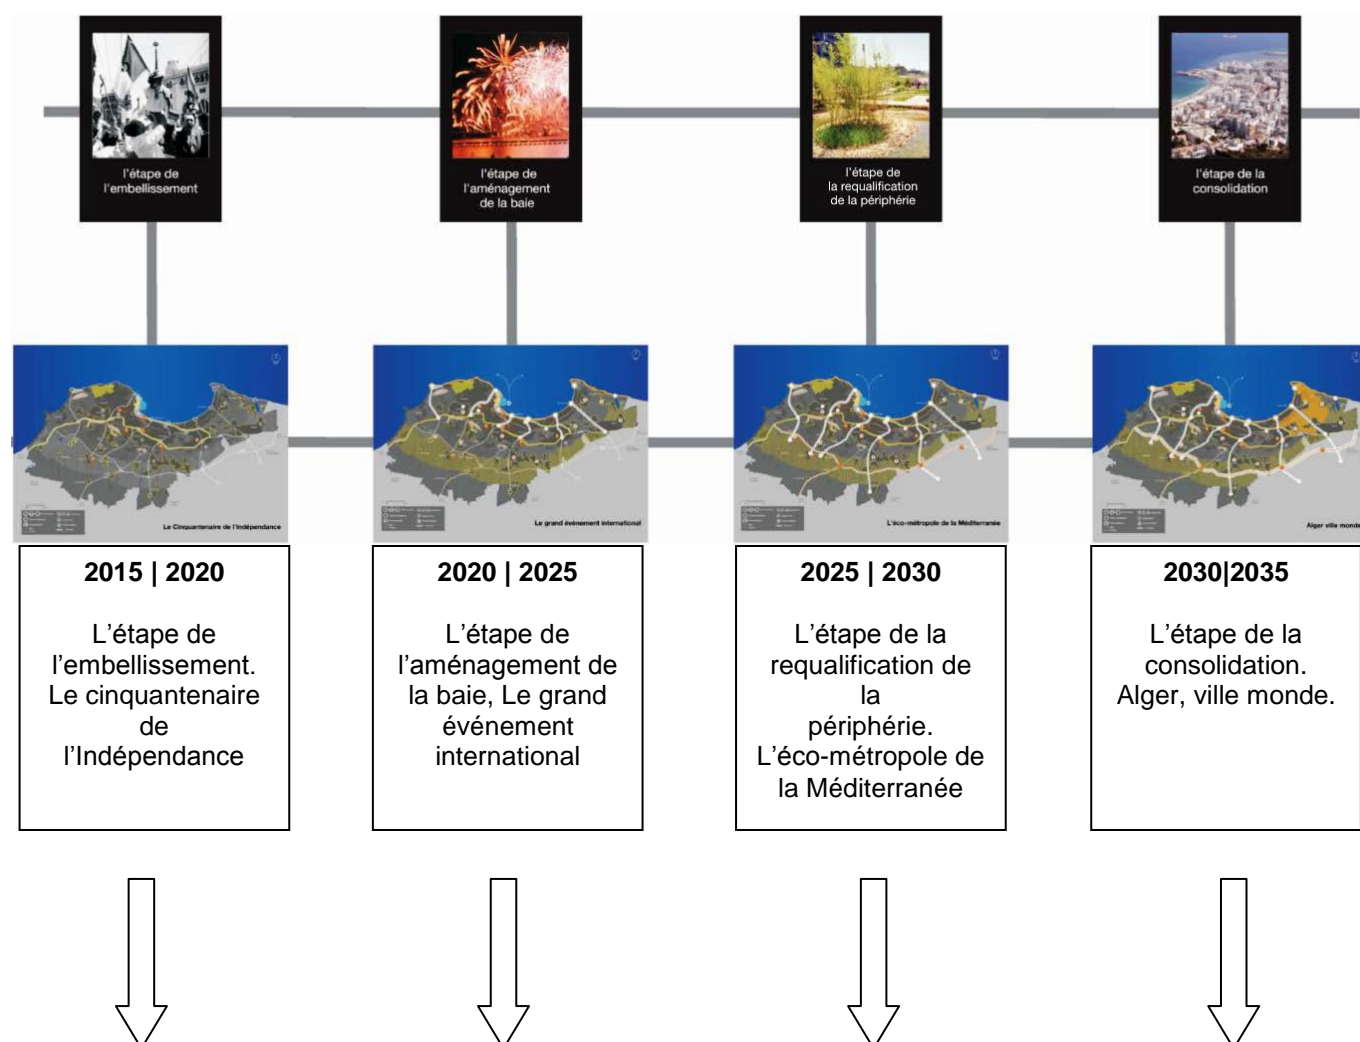 l'étape de
l'embellissement
l'étape de
l'aménagement
de la baie
l'étape de
la requalification
de la périphérie
l'étape de la
consolidation
Le Cinquantenaire de l'Indépendance
Le grand événement international
L'éco-métropole de la Méditerranée
Alger ville monde
2015 | 2020
L'étape de
l'embellissement.
Le cinquantenaire
de
l'Indépendance
2020 | 2025
L'étape de
l'aménagement de
la baie, Le grand
événement
international
2025 | 2030
L'étape de la
requalification de
la
périphérie.
L'éco-métropole de
la Méditerranée
2030|2035
L'étape de la
consolidation.
Alger, ville monde.